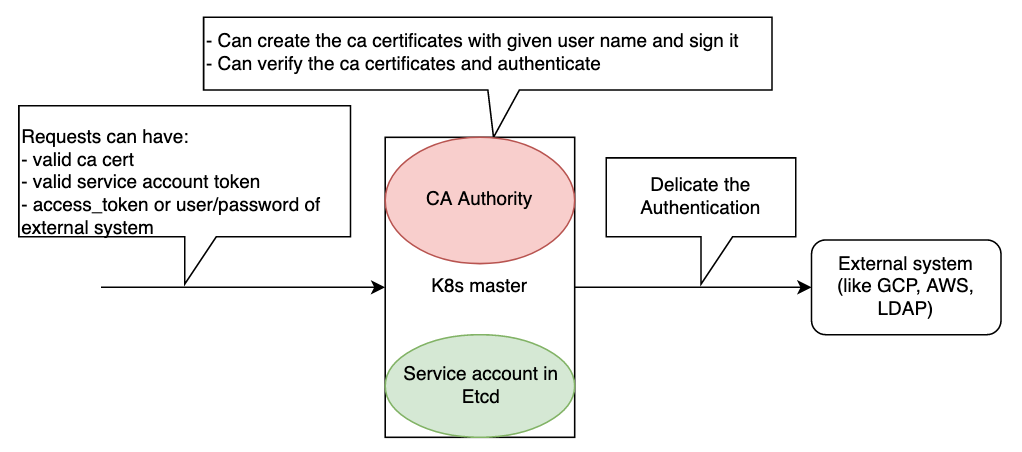 - Can create the ca certificates with given user name and sign it
- Can verify the ca certificates and authenticate
Requests can have:
- valid ca cert
- valid service account token
- access_token or user/password of
external system
CA Authority
K8s master
Service account in
Etcd
Delicate the
Authentication
External system
(like GCP, AWS,
LDAP)